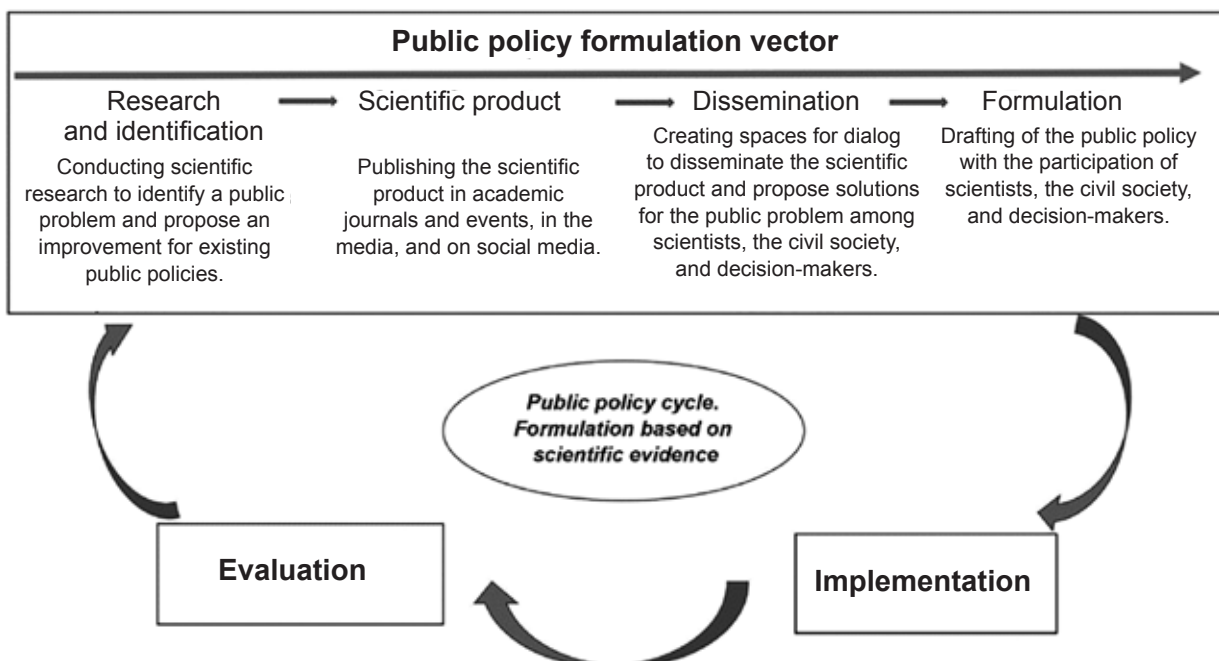 Public policy formulation vector
Research
and identification
Conducting scientific
research to identify a public
problem and propose an
improvement for existing
public policies.
Scientific product
Publishing the scientific
product in academic
journals and events, in the
media, and on social media.
Dissemination
Creating spaces for dialog
to disseminate the scientific
product and propose solutions
for the public problem among
scientists, the civil society,
and decision-makers.
Formulation
Drafting of the public policy
with the participation of
scientists, the civil society,
and decision-makers.
Public policy cycle.
Formulation based on
scientific evidence
Evaluation
Implementation